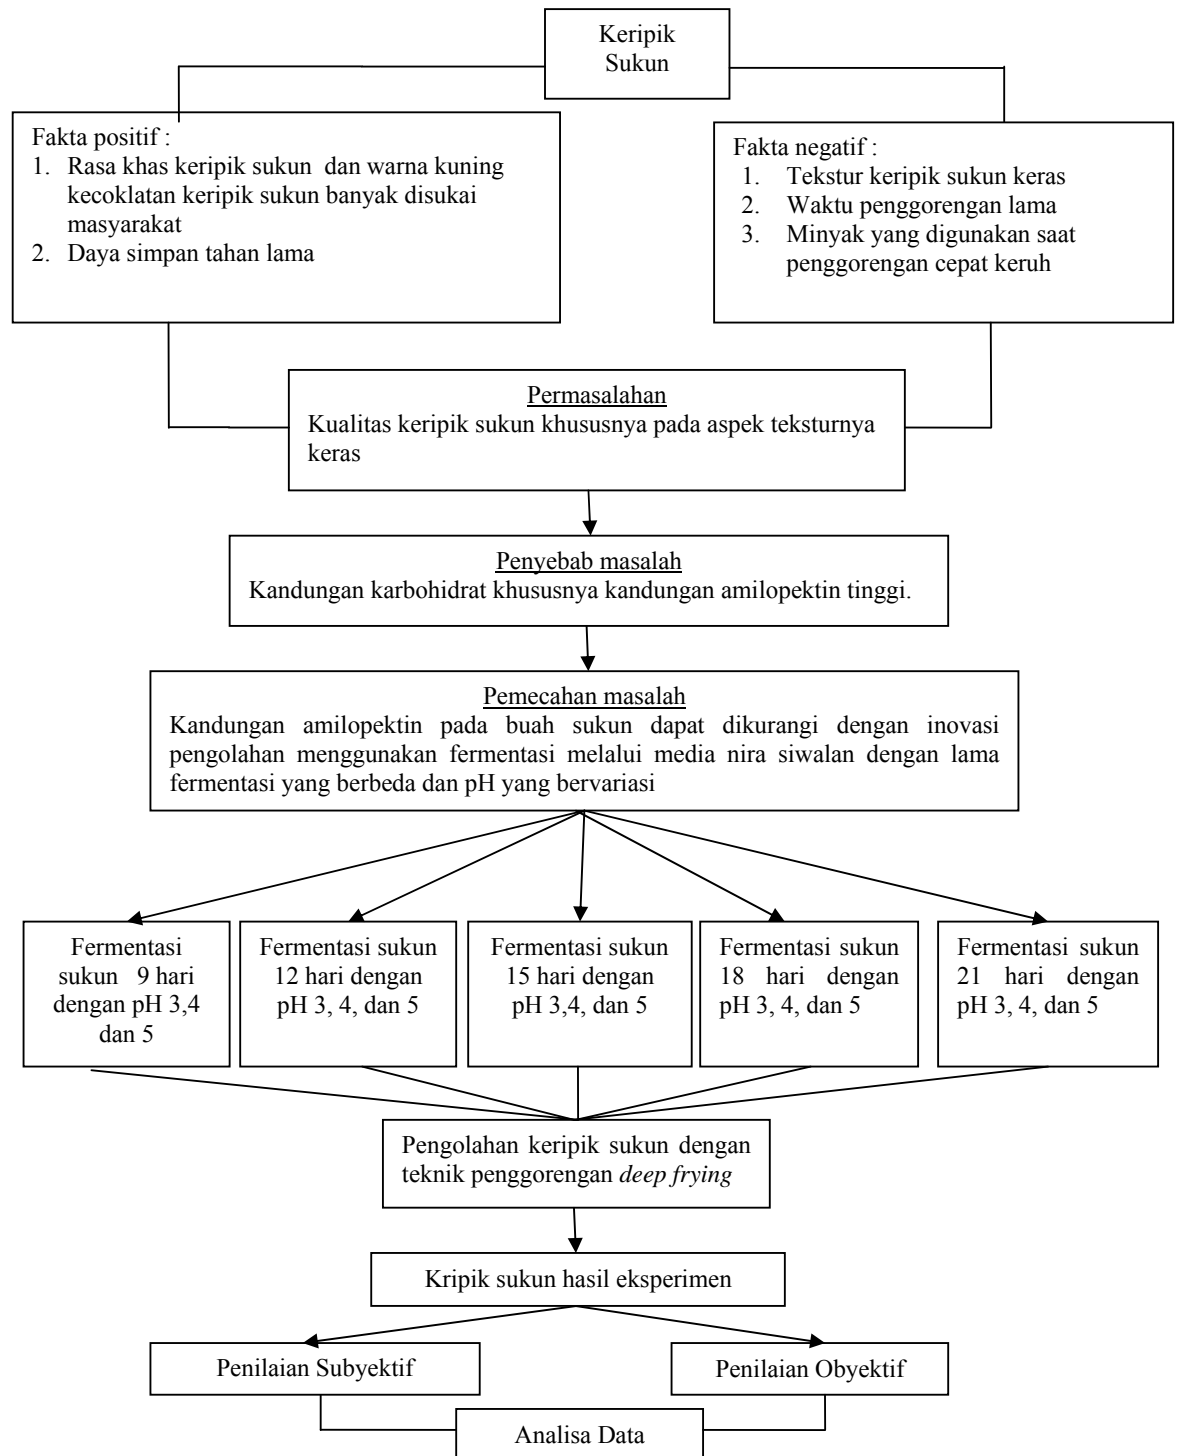 Keripik
Sukun
Fakta positif :
1. Rasa khas keripik sukun dan warna kuning
kecoklatan keripik sukun banyak disukai
masyarakat
2. Daya simpan tahan lama
Fakta negatif :
1. Tekstur keripik sukun keras
2. Waktu penggorengan lama
3. Minyak yang digunakan saat
penggorengan cepat keruh
Permasalahan
Kualitas keripik sukun khususnya pada aspek teksturnya
keras
Penyebab masalah
Kandungan karbohidrat khususnya kandungan amilopektin tinggi.
Pemecahan masalah
Kandungan amilopektin pada buah sukun dapat dikurangi dengan inovasi
pengolahan menggunakan fermentasi melalui media nira siwalan dengan lama
fermentasi yang berbeda dan pH yang bervariasi
Fermentasi
sukun 9 hari
dengan pH 3,4
dan 5
Fermentasi sukun
12 hari dengan
pH 3, 4, dan 5
Fermentasi sukun
15 hari dengan
pH 3,4, dan 5
Fermentasi sukun
18 hari dengan
pH 3, 4, dan 5
Fermentasi sukun
21 hari dengan
pH 3, 4, dan 5
Pengolahan keripik sukun dengan
teknik penggorengan deep frying
Kripik sukun hasil eksperimen
Penilaian Subyektif
Penilaian Obyektif
Analisa Data